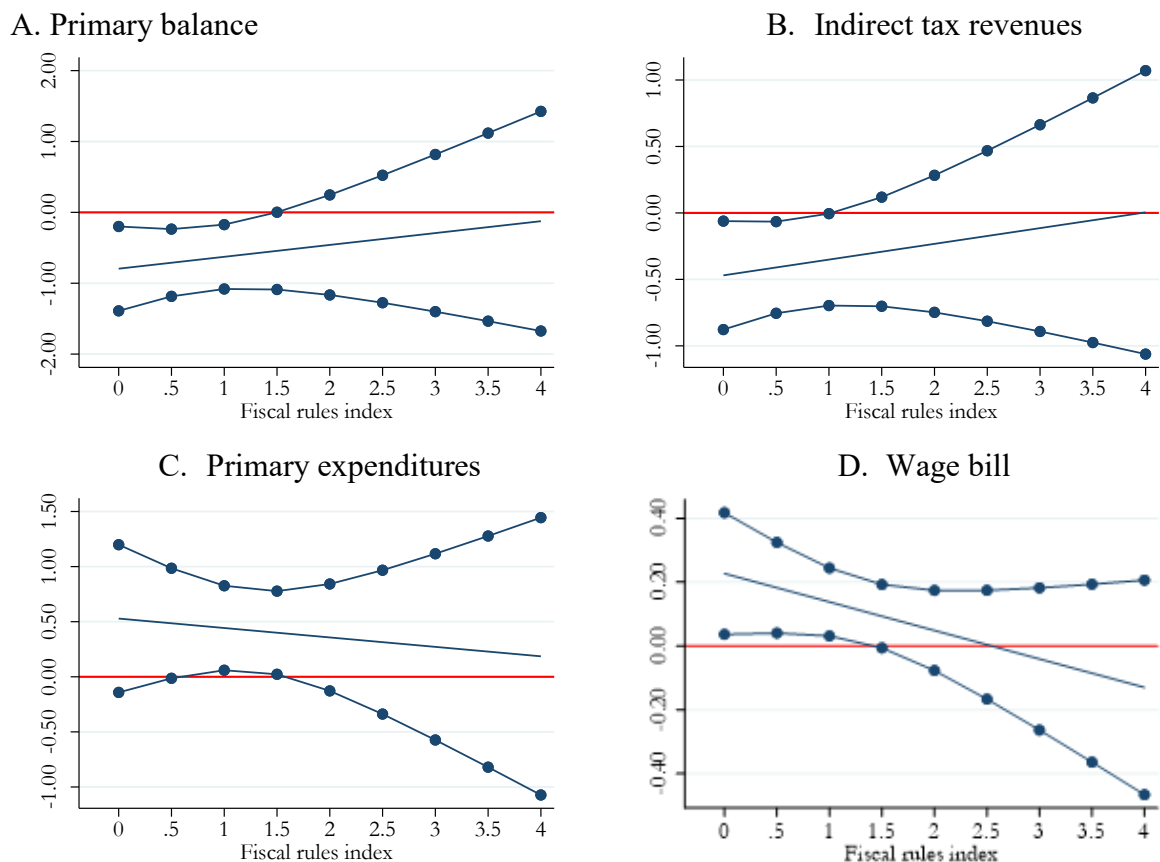 A. Primary balance
2.00
1.00
0.00
-1.00
-2.00
0 .5 1 1.5 2 2.5 3 3.5 4
Fiscal rules index
B. Indirect tax revenues
1.00
0.50
0.00
-0.50
-1.00
0 .5 1 1.5 2 2.5 3 3.5 4
Fiscal rules index
C. Primary expenditures
1.50
1.00
0.50
0.00
-0.50
-1.00
0 .5 1 1.5 2 2.5 3 3.5 4
Fiscal rules index
D. Wage bill
0.40
0.20
0.00
-0.20
-0.40
0 .5 1 1.5 2 2.5 3 3.5 4
Fiscal rules index